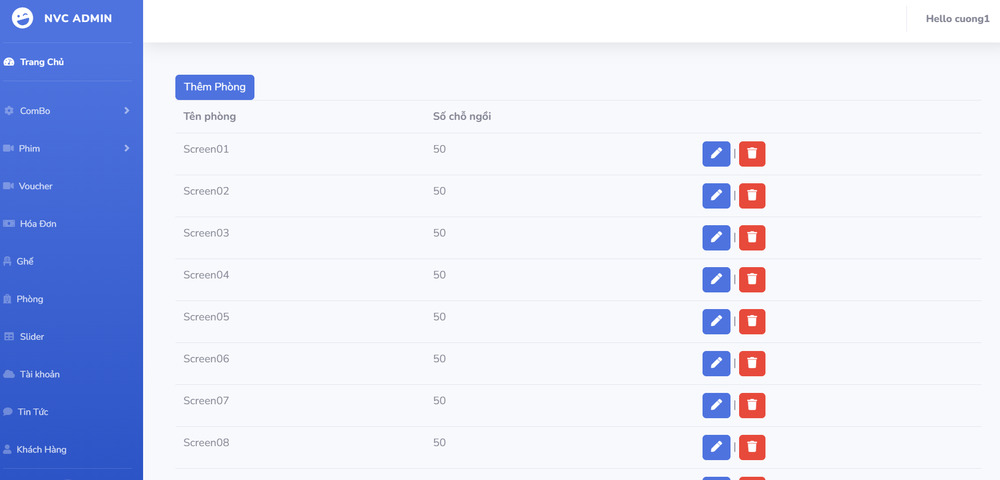 NVC ADMIN
Hello cuong1
Trang Chủ
ComBo
Phim
Voucher
Hóa Đơn
Ghế
Phòng
Slider
Tài khoản
Tin Tức
Khách Hàng
Thêm Phòng
Tên phòng Số chỗ ngồi
Screen01 50 |
Screen02 50 |
Screen03 50 |
Screen04 50 |
Screen05 50 |
Screen06 50 |
Screen07 50 |
Screen08 50 |